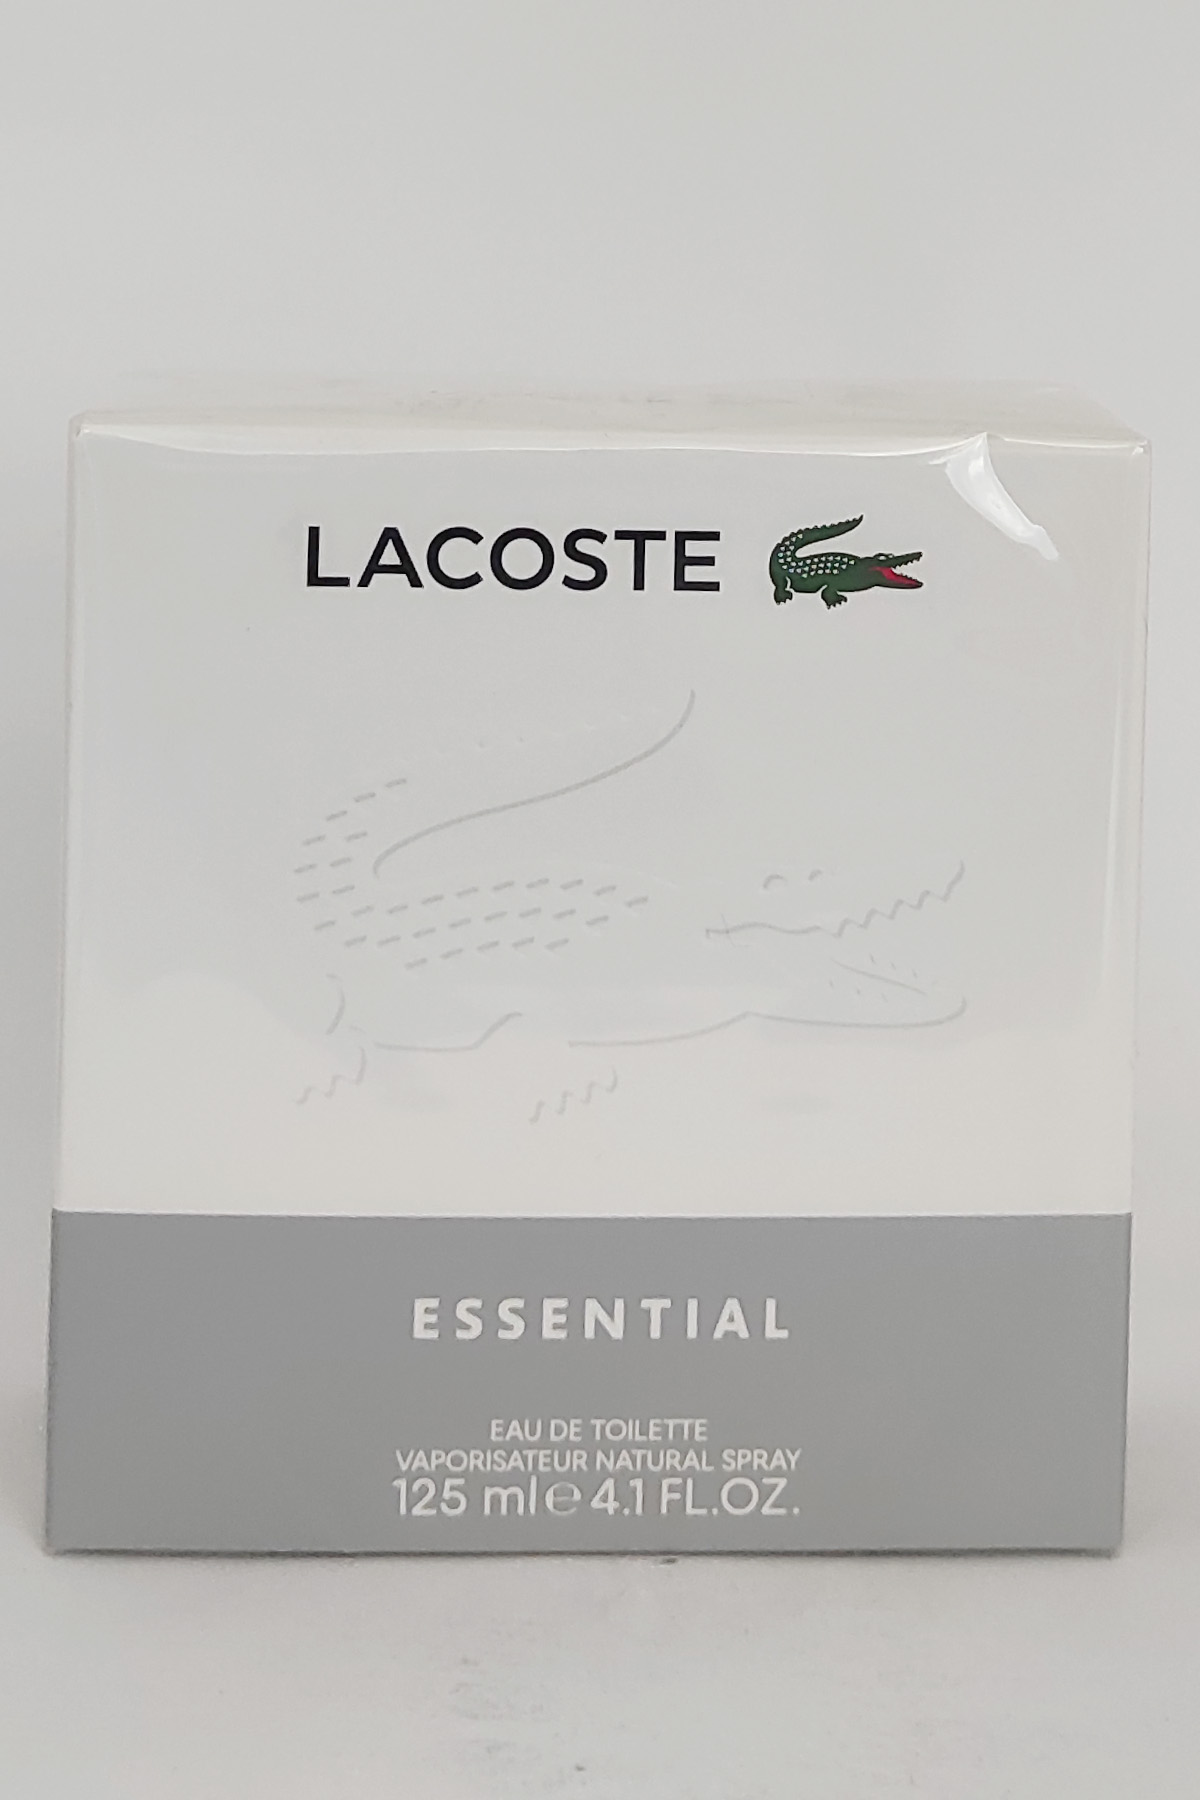 LACOSTE
ESSENTIAL
EAU DE TOILETTE
VAPORISATEUR NATURAL SPRAY
125 ml ℮ 4.1 FL.OZ.